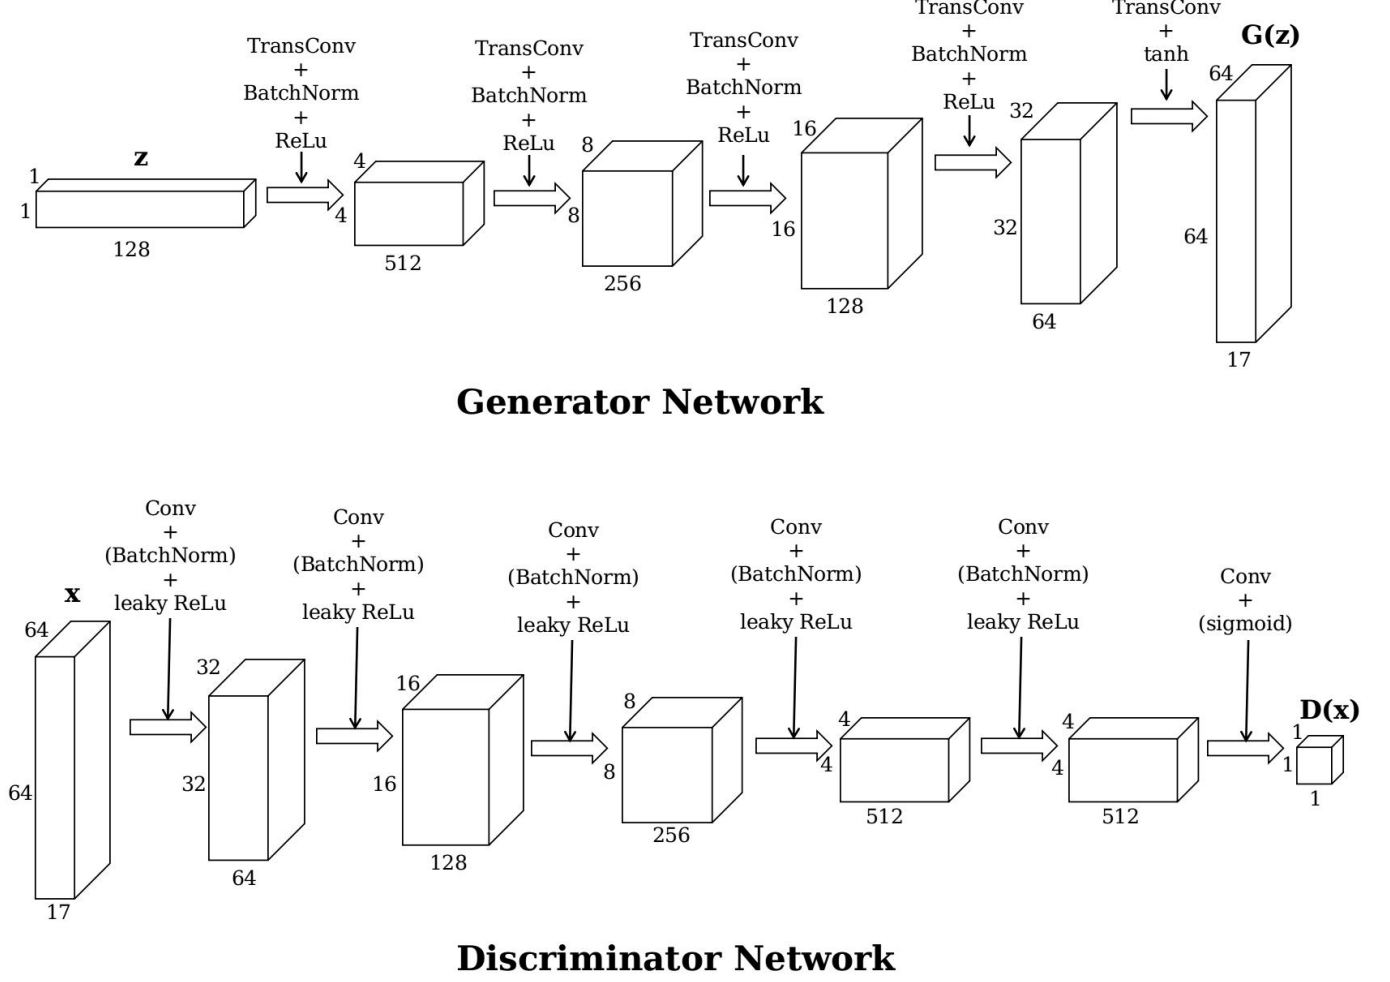 TransConv
+
BatchNorm
+
ReLu
TransConv
+
BatchNorm
+
ReLu
TransConv
+
BatchNorm
+
ReLu
TransConv
+
BatchNorm
+
ReLu
TransConv
+
tanh
G(z)
z
1
1
128
4
4
512
8
8
256
16
16
128
32
32
64
64
64
17
Generator Network
Conv
+
(BatchNorm)
+
leaky ReLu
Conv
+
(BatchNorm)
+
leaky ReLu
Conv
+
(BatchNorm)
+
leaky ReLu
Conv
+
(BatchNorm)
+
leaky ReLu
Conv
+
(BatchNorm)
+
leaky ReLu
Conv
+
(sigmoid)
x
64
64
17
32
32
64
16
16
128
8
8
256
4
4
512
4
4
512
D(x)
1
1
1
Discriminator Network